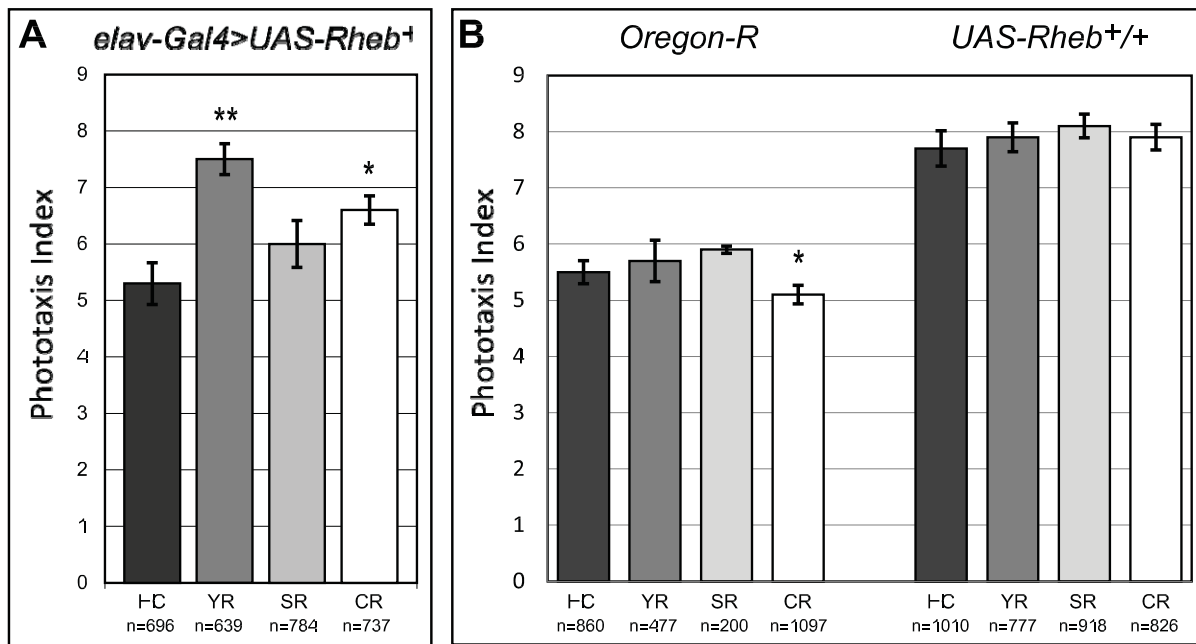 A
elav-Gal4>UAS-Rheb+
**
*
Phototaxis Index
9
8
7
6
5
4
3
2
1
0
HC YR SR CR
n=696 n=639 n=784 n=737
B
Oregon-R UAS-Rheb+/+
*
Phototaxis Index
9
8
7
6
5
4
3
2
1
0
HC YR SR CR HC YR SR CR
n=860 n=477 n=200 n=1097 n=1010 n=777 n=918 n=826